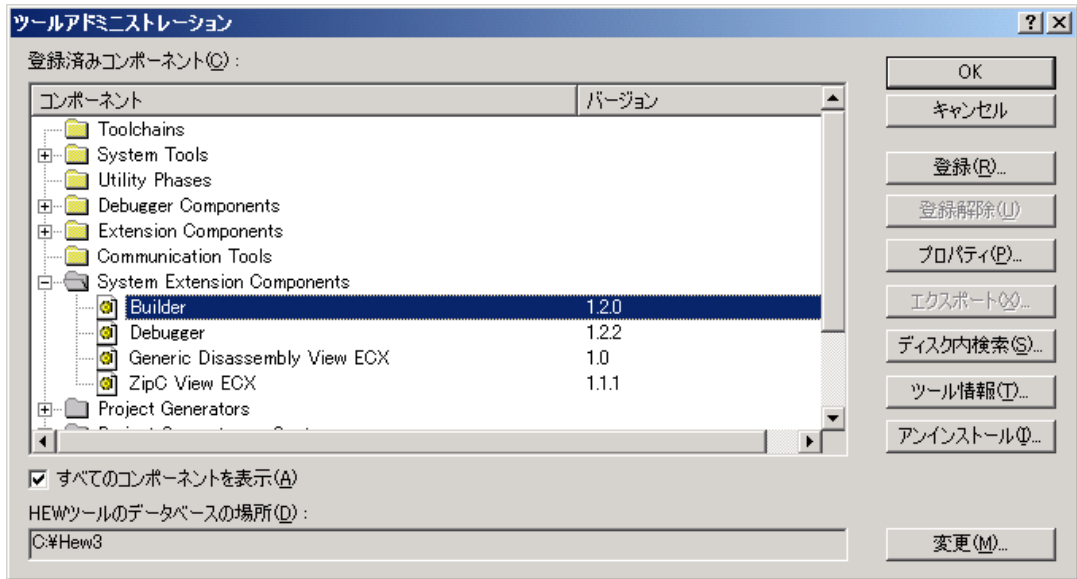 ツールアドミニストレーション
登録済みコンポーネント(C):
コンポーネント バージョン
Toolchains
System Tools
Utility Phases
Debugger Components
Extension Components
Communication Tools
System Extension Components
Builder 1.2.0
Debugger 1.2.2
Generic Disassembly View ECX 1.0
ZipC View ECX 1.1.1
Project Generators
すべてのコンポーネントを表示(A)
HEWツールのデータベースの場所(D):
C:¥Hew3
OK
キャンセル
登録(R)...
登録解除(U)
プロパティ(P)...
エクスポート(X)...
ディスク内検索(S)...
ツール情報(T)...
アンインストール(I)...
変更(M)...